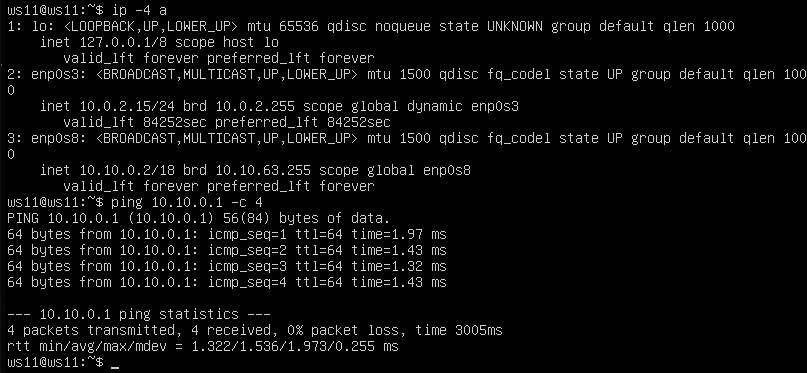 ws11@ws11:~$ ip -4 a
1: lo: <LOOPBACK,UP,LOWER_UP> mtu 65536 qdisc noqueue state UNKNOWN group default qlen 1000
    inet 127.0.0.1/8 scope host lo
       valid_lft forever preferred_lft forever
2: enp0s3: <BROADCAST,MULTICAST,UP,LOWER_UP> mtu 1500 qdisc fq_codel state UP group default qlen 100
0
    inet 10.0.2.15/24 brd 10.0.2.255 scope global dynamic enp0s3
       valid_lft 84252sec preferred_lft 84252sec
3: enp0s8: <BROADCAST,MULTICAST,UP,LOWER_UP> mtu 1500 qdisc fq_codel state UP group default qlen 100
0
    inet 10.10.0.2/18 brd 10.10.63.255 scope global enp0s8
       valid_lft forever preferred_lft forever
ws11@ws11:~$ ping 10.10.0.1 -c 4
PING 10.10.0.1 (10.10.0.1) 56(84) bytes of data.
64 bytes from 10.10.0.1: icmp_seq=1 ttl=64 time=1.97 ms
64 bytes from 10.10.0.1: icmp_seq=2 ttl=64 time=1.43 ms
64 bytes from 10.10.0.1: icmp_seq=3 ttl=64 time=1.32 ms
64 bytes from 10.10.0.1: icmp_seq=4 ttl=64 time=1.43 ms

--- 10.10.0.1 ping statistics ---
4 packets transmitted, 4 received, 0% packet loss, time 3005ms
rtt min/avg/max/mdev = 1.322/1.536/1.973/0.255 ms
ws11@ws11:~$ _